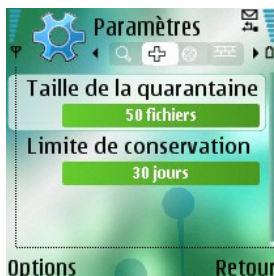 Paramètres
Taille de la quarantaine
50 fichiers
Limite de conservation
30 jours
Options Retour